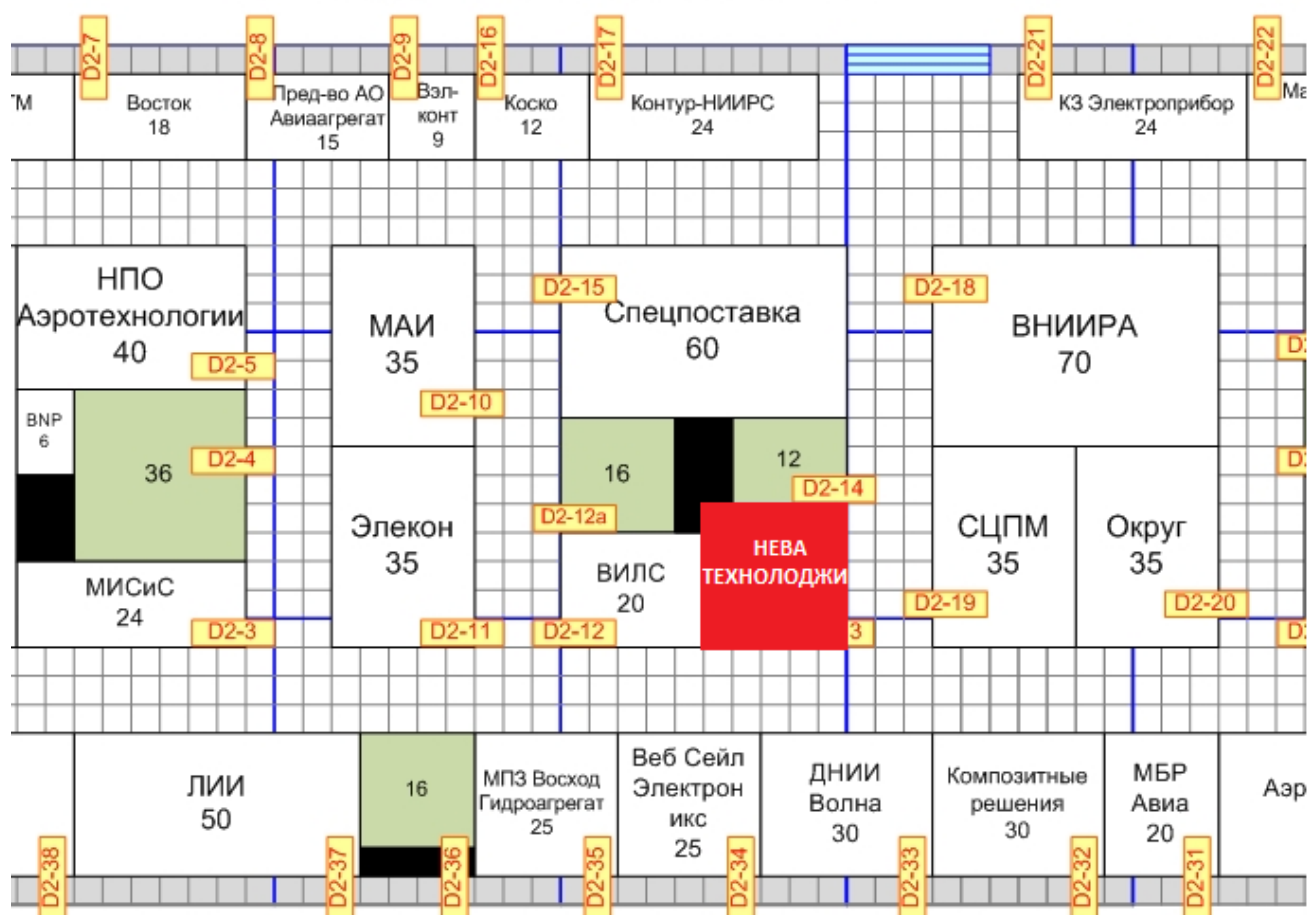 D2-7
D2-8
D2-9
D2-16
D2-17
D2-21
D2-22
Восток
18
Пред-во АО
Авиаагрегат
15
Вэл-
конт
9
Коско
12
Контур-НИИРС
24
КЗ Электроприбор
24
НПО
Аэротехнологии
40
D2-5
МАИ
35
D2-10
D2-15
Спецпоставка
60
D2-18
ВНИИРА
70
BNP
6
36
D2-4
Элекон
35
D2-11
16
D2-12а
12
D2-14
НЕВА
ТЕХНОЛОДЖИ
ВИЛС
20
D2-12
3
СЦПМ
35
D2-19
Округ
35
D2-20
МИСиС
24
D2-3
ЛИИ
50
16
МПЗ Восход
Гидроагрегат
25
Веб Сейл
Электрон
икс
25
ДНИИ
Волна
30
Композитные
решения
30
МБР
Авиа
20
Аэр
D2-38
D2-37
D2-36
D2-35
D2-34
D2-33
D2-32
D2-31